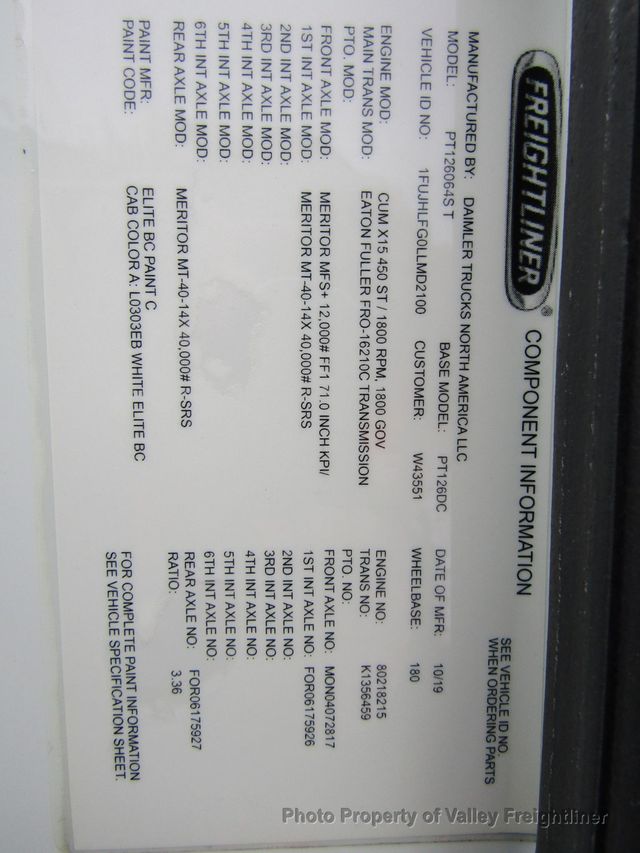 FREIGHTLINER® COMPONENT INFORMATION
SEE VEHICLE ID NO.
WHEN ORDERING PARTS
MANUFACTURED BY: DAIMLER TRUCKS NORTH AMERICA LLC
MODEL: PT126064S T BASE MODEL: PT126DC DATE OF MFR: 10/19
VEHICLE ID NO: 1FUJHLFG0LLMD2100 CUSTOMER: W43551 WHEELBASE: 180
ENGINE MOD: CUM X15 450 ST / 1800 RPM, 1800 GOV ENGINE NO: 80218215
MAIN TRANS MOD: EATON FULLER FRO-16210C TRANSMISSION TRANS NO: K1356459
PTO. MOD: PTO. NO:
FRONT AXLE MOD: MERITOR MFS+ 12,000# FF1 71.0 INCH KPI/ FRONT AXLE NO: MON04072817
1ST INT AXLE MOD: MERITOR MT-40-14X 40,000# R-SRS 1ST INT AXLE NO: FOR06175926
2ND INT AXLE MOD: 2ND INT AXLE NO:
3RD INT AXLE MOD: 3RD INT AXLE NO:
4TH INT AXLE MOD: 4TH INT AXLE NO:
5TH INT AXLE MOD: 5TH INT AXLE NO:
6TH INT AXLE MOD: 6TH INT AXLE NO:
REAR AXLE MOD: MERITOR MT-40-14X 40,000# R-SRS REAR AXLE NO: FOR06175927
RATIO: 3.36
PAINT MFR: ELITE BC PAINT C
PAINT CODE: CAB COLOR A: L0303EB WHITE ELITE BC
FOR COMPLETE PAINT INFORMATION
SEE VEHICLE SPECIFICATION SHEET.
Photo Property of Valley Freightliner